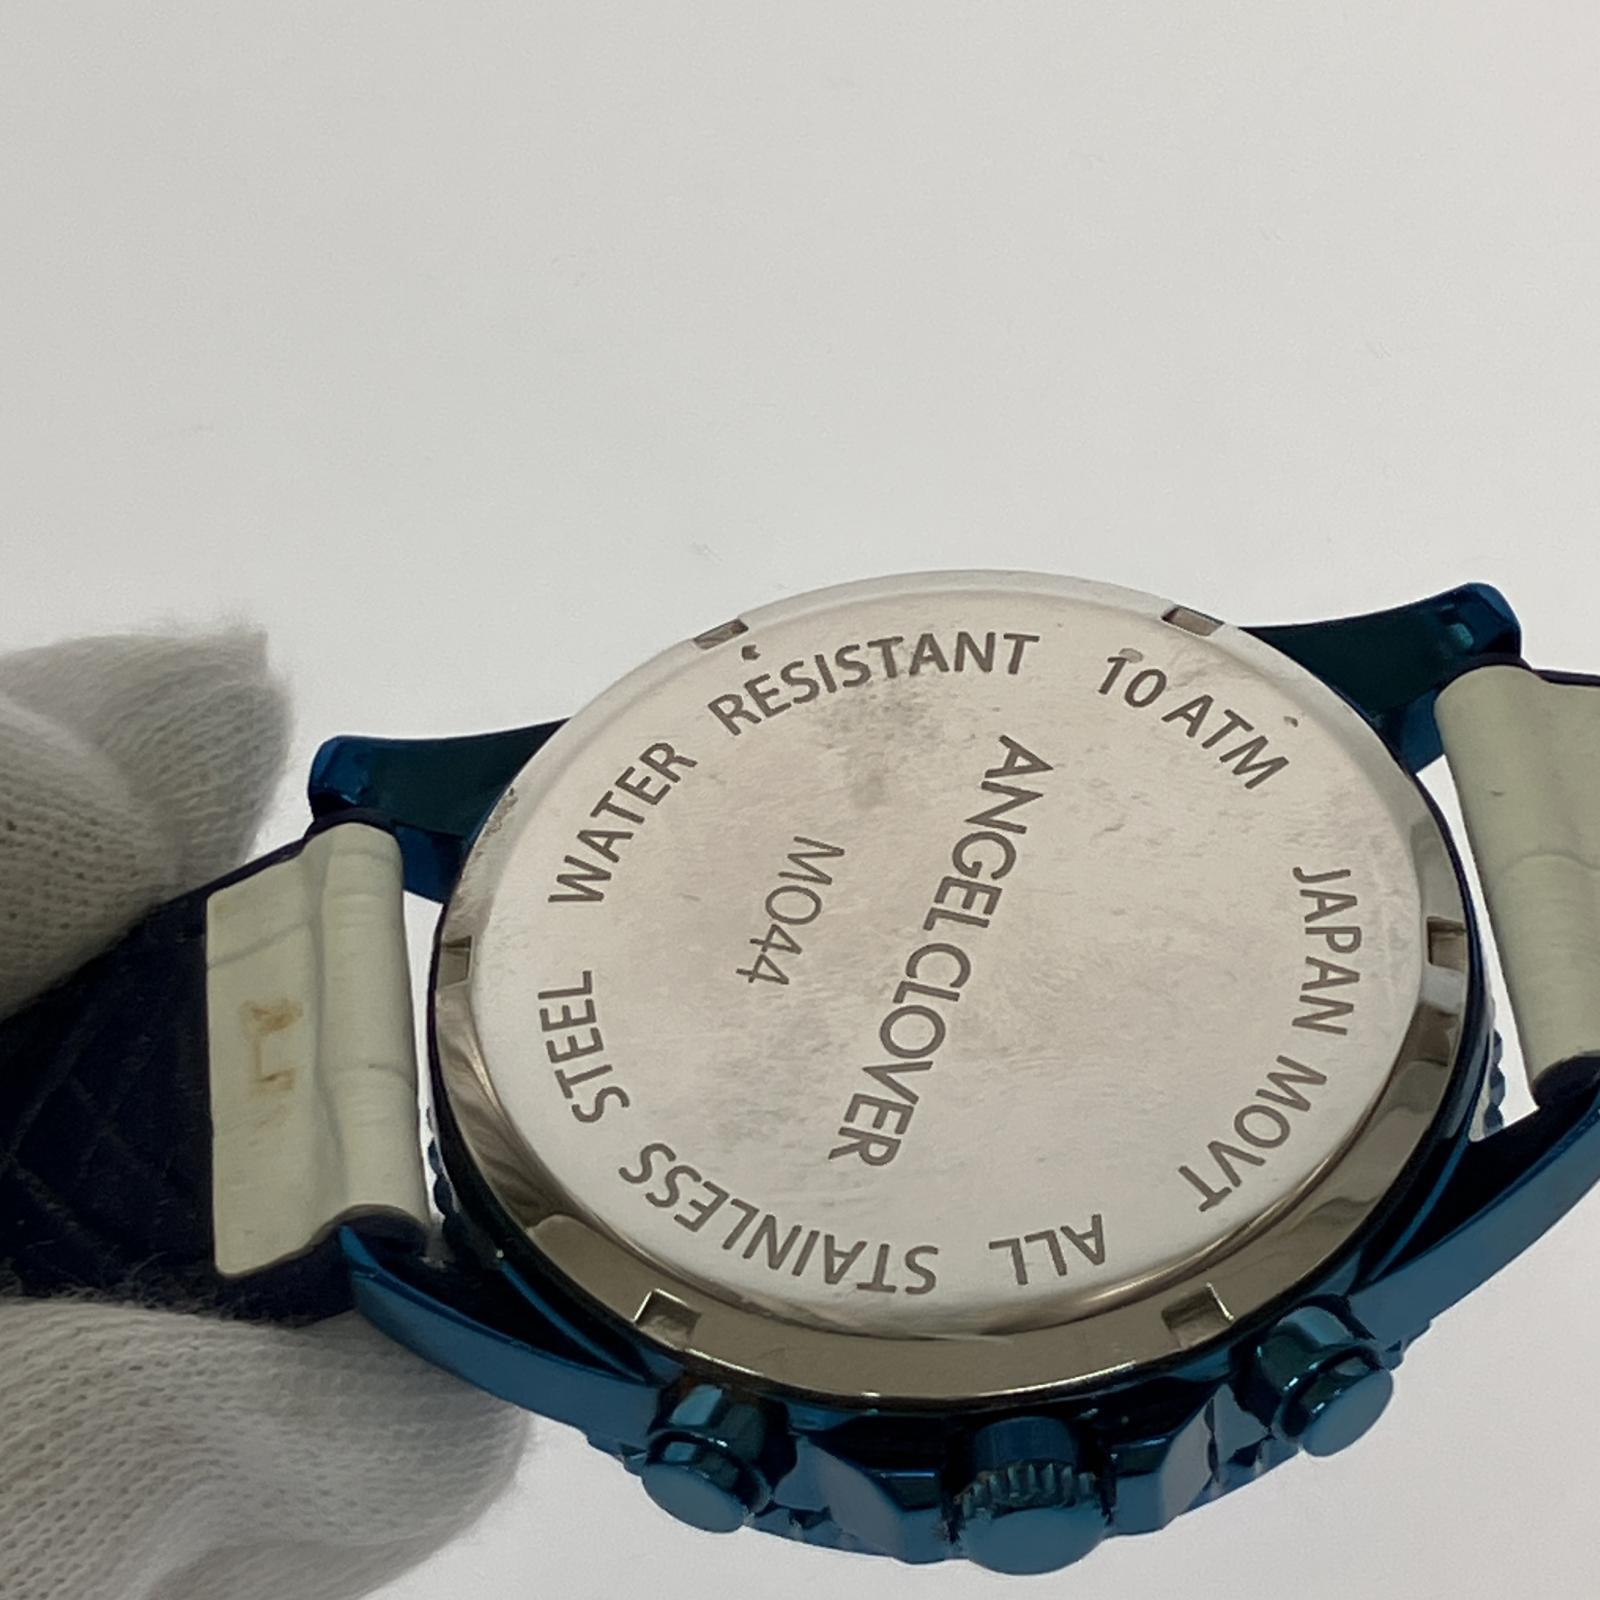 ANGEL CLOVER
MO44
ALL STAINLESS STEEL WATER RESISTANT 10 ATM JAPAN MOVT